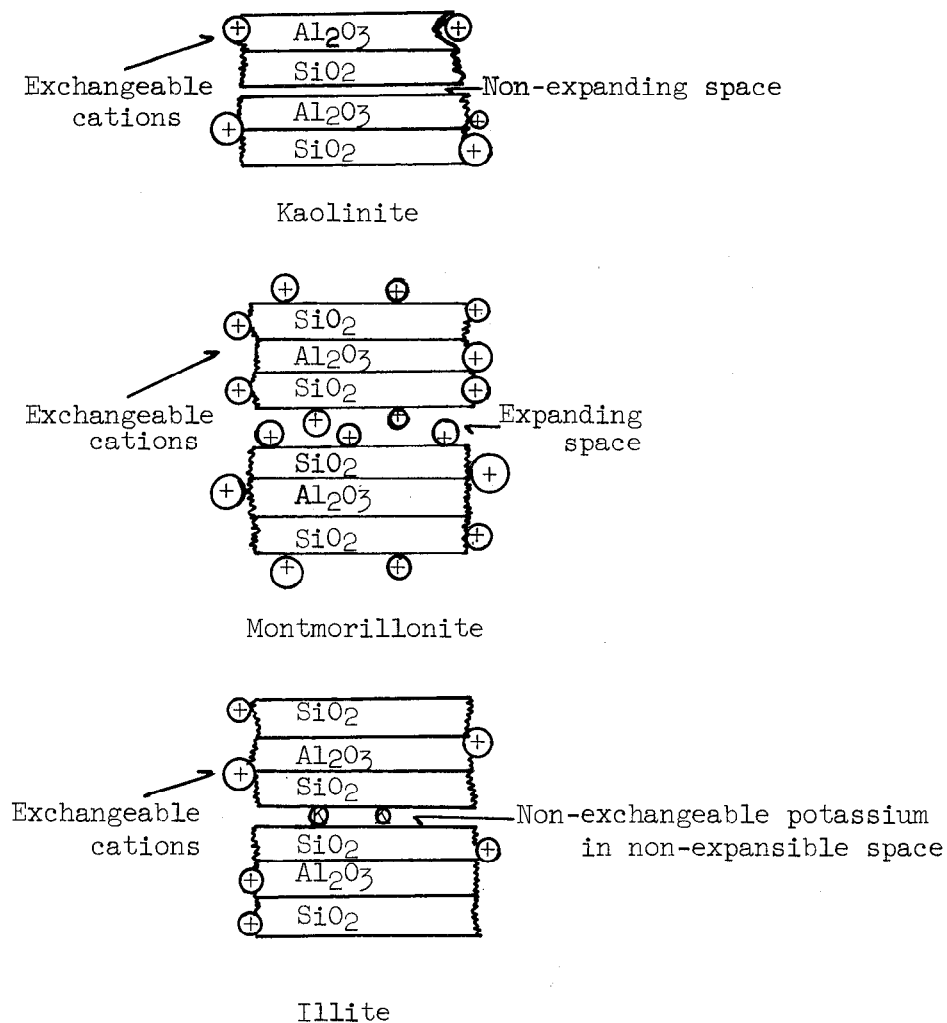 Al2O3
Exchangeable
cations
SiO2
Non-expanding space
Al2O3
SiO2
Kaolinite
SiO2
Al2O3
SiO2
Exchangeable
cations
Expanding
space
SiO2
Al2O3
SiO2
Montmorillonite
SiO2
Al2O3
SiO2
Exchangeable
cations
K
Non-exchangeable potassium
in non-expansible space
SiO2
Al2O3
SiO2
Illite